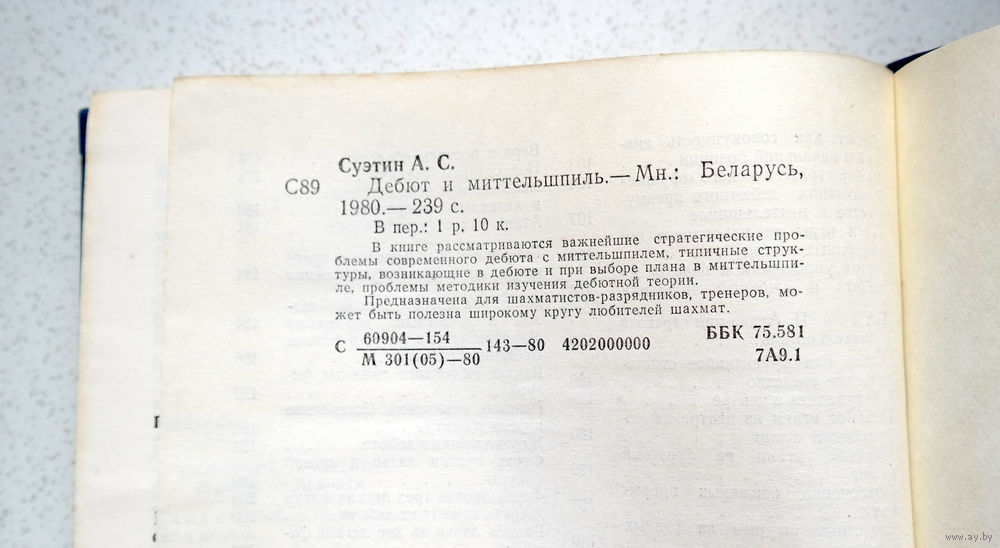 Суэтин А. С.
С89 Дебют и миттельшпиль.— Мн.: Беларусь,
1980.— 239 с.
В пер.: 1 р. 10 к.
В книге рассматриваются важнейшие стратегические про-
блемы современного дебюта с миттельшпилем, типичные струк-
туры, возникающие в дебюте и при выборе плана в миттельшпи-
ле, проблемы методики изучения дебютной теории.
Предназначена для шахматистов-разрядников, тренеров, мо-
жет быть полезна широкому кругу любителей шахмат.
С 60904—154 / М 301(05)—80 143—80 4202000000
ББК 75.581
7А9.1
www.ay.by